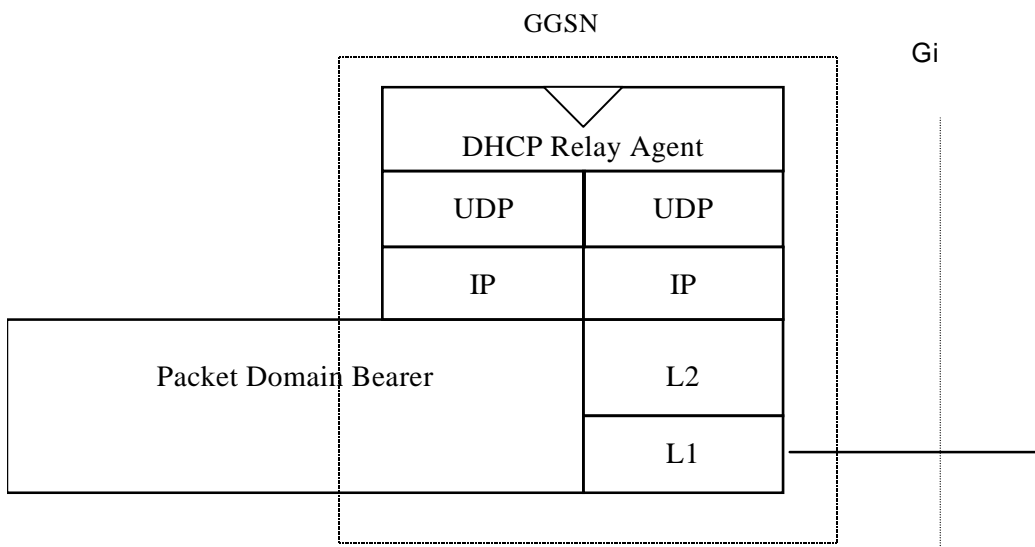 GGSN
Gi
DHCP Relay Agent
UDP
UDP
IP
IP
Packet Domain Bearer
L2
L1